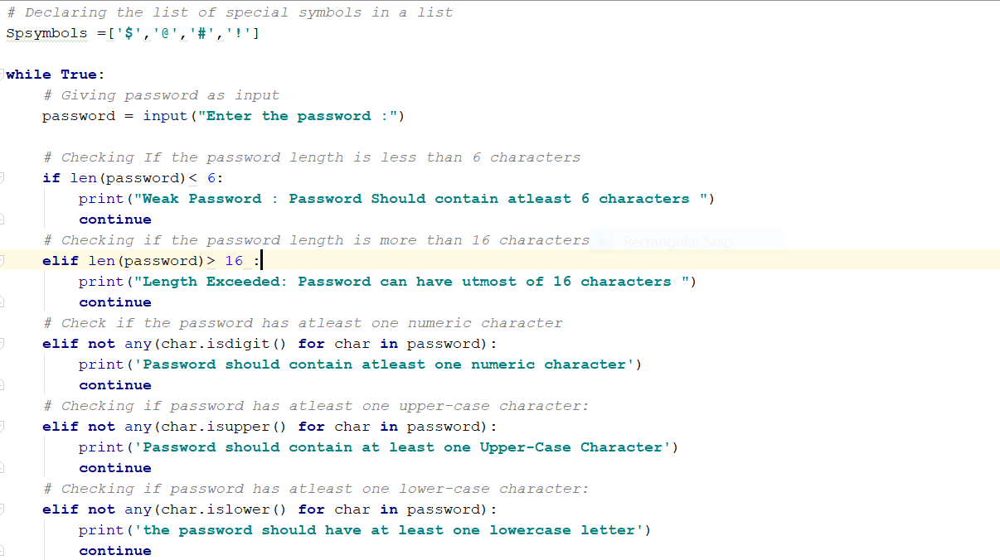 # Declaring the list of special symbols in a list
Spsymbols =['$','@','#','!']
while True:
# Giving password as input
password = input("Enter the password :")
# Checking If the password length is less than 6 characters
if len(password)< 6:
print("Weak Password : Password Should contain atleast 6 characters ")
continue
# Checking if the password length is more than 16 characters
Rectangular Snip
elif len(password)> 16 :
print("Length Exceeded: Password can have utmost of 16 characters ")
continue
# Check if the password has atleast one numeric character
elif not any(char.isdigit() for char in password):
print('Password should contain atleast one numeric character')
continue
# Checking if password has atleast one upper-case character:
elif not any(char.isupper() for char in password):
print('Password should contain at least one Upper-Case Character')
continue
# Checking if password has atleast one lower-case character:
elif not any(char.islower() for char in password):
print('the password should have at least one lowercase letter')
continue